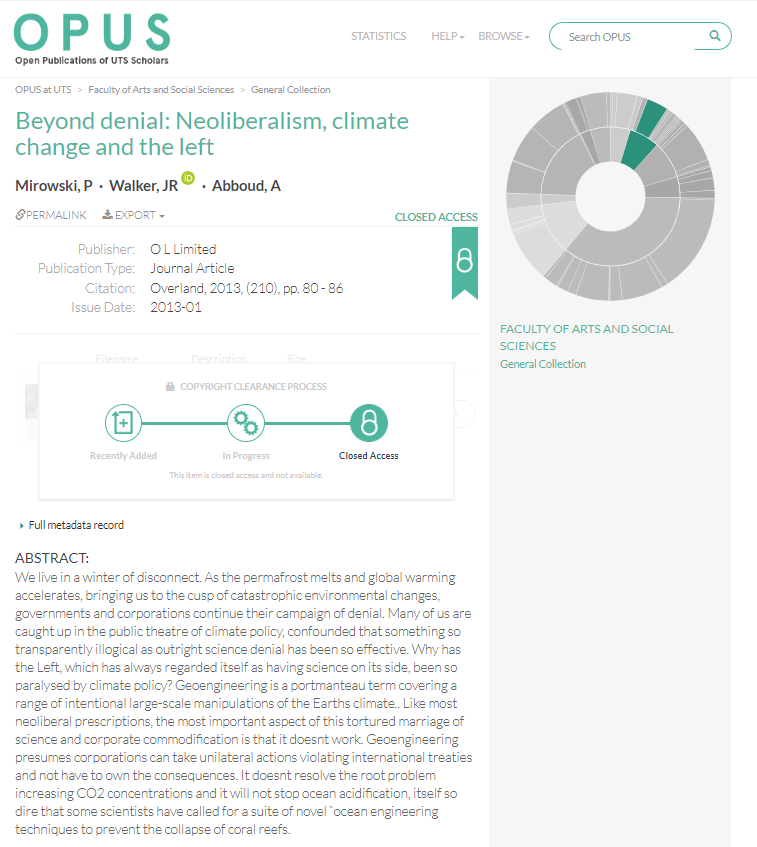 OPUS
Open Publications of UTS Scholars
STATISTICS HELP BROWSE Search OPUS
OPUS at UTS > Faculty of Arts and Social Sciences > General Collection
Beyond denial: Neoliberalism, climate
change and the left
Mirowski, P · Walker, JR iD · Abboud, A
PERMALINK EXPORT
CLOSED ACCESS
Publisher: O L Limited
Publication Type: Journal Article
Citation: Overland, 2013, (210), pp. 80 - 86
Issue Date: 2013-01
Filename Description Size
COPYRIGHT CLEARANCE PROCESS
Recently Added In Progress Closed Access
This item is closed access and not available.
Full metadata record
ABSTRACT:
We live in a winter of disconnect. As the permafrost melts and global warming
accelerates, bringing us to the cusp of catastrophic environmental changes,
governments and corporations continue their campaign of denial. Many of us are
caught up in the public theatre of climate policy, confounded that something so
transparently illogical as outright science denial has been so effective. Why has
the Left, which has always regarded itself as having science on its side, been so
paralysed by climate policy? Geoengineering is a portmanteau term covering a
range of intentional large-scale manipulations of the Earths climate.. Like most
neoliberal prescriptions, the most important aspect of this tortured marriage of
science and corporate commodification is that it doesnt work. Geoengineering
presumes corporations can take unilateral actions violating international treaties
and not have to own the consequences. It doesnt resolve the root problem
increasing CO2 concentrations and it will not stop ocean acidification, itself so
dire that some scientists have called for a suite of novel `ocean engineering
techniques to prevent the collapse of coral reefs.
FACULTY OF ARTS AND SOCIAL
SCIENCES
General Collection